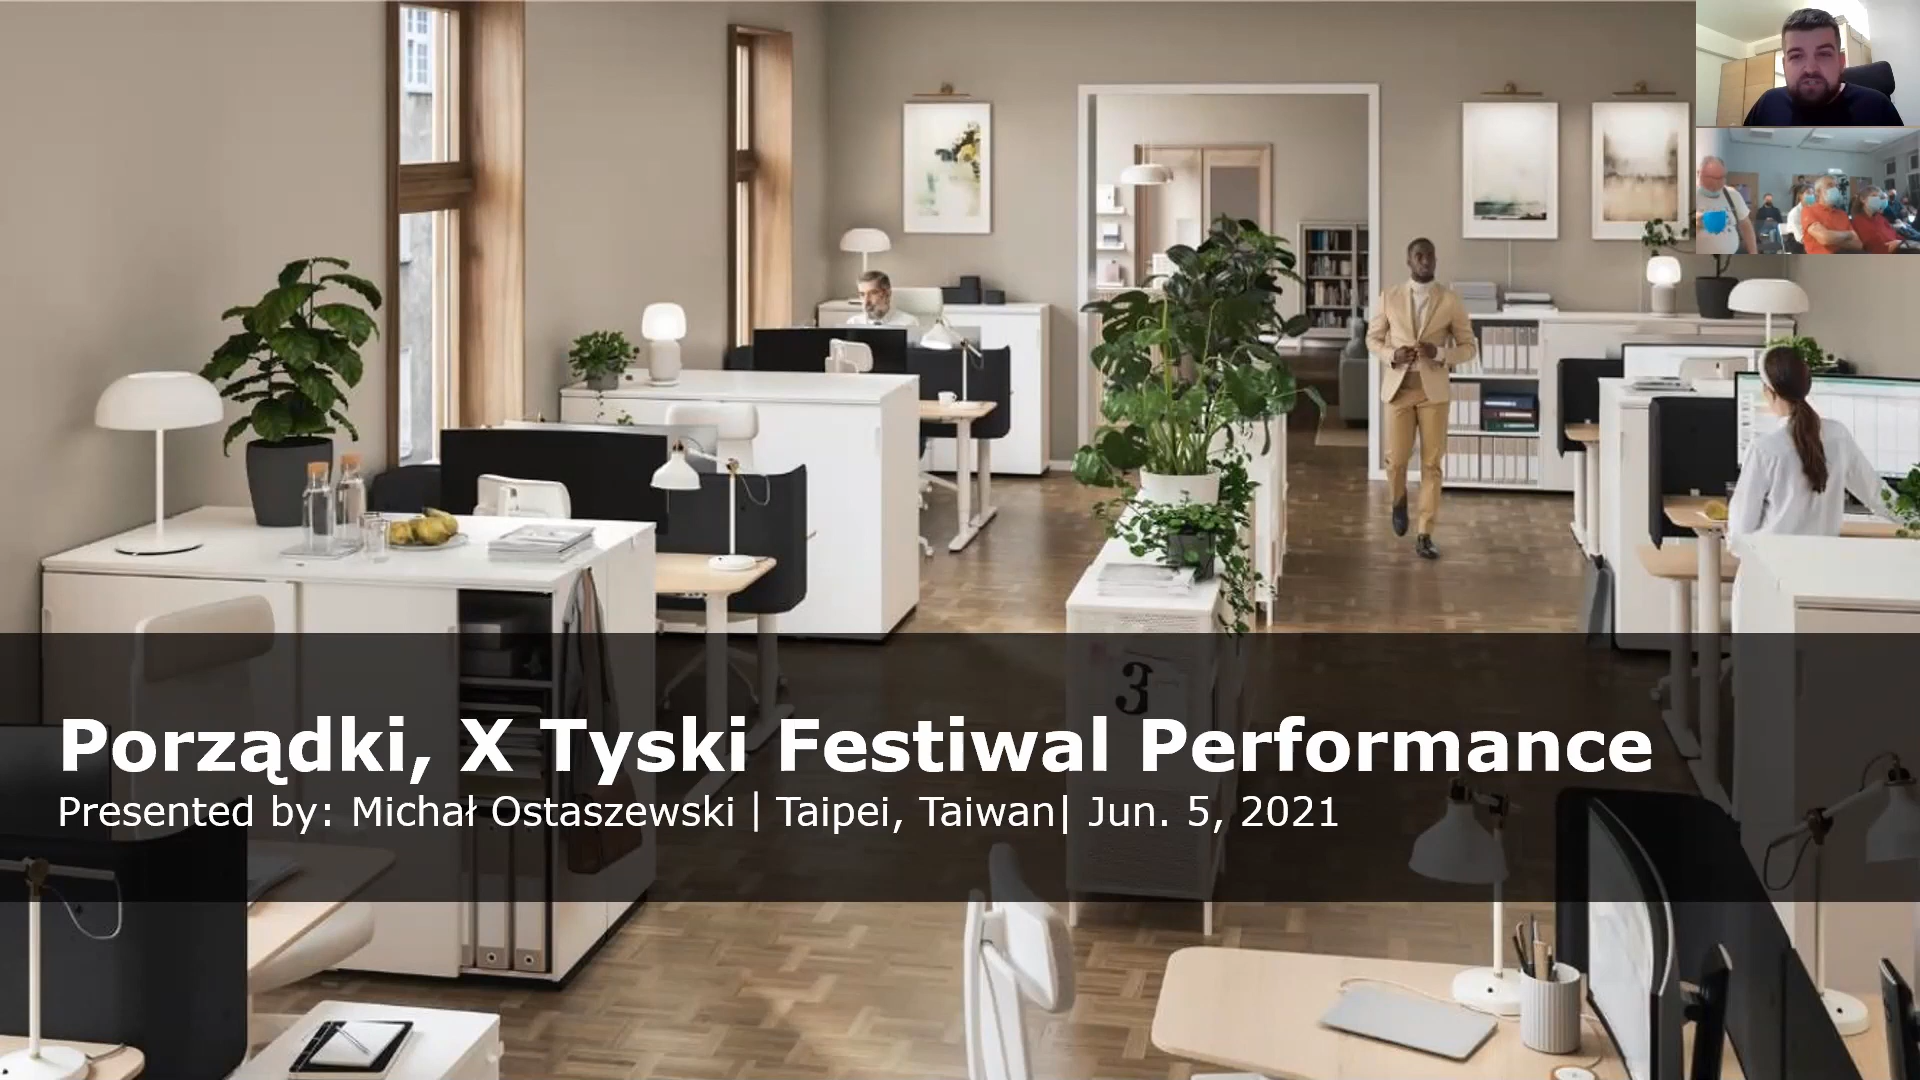 3
Porządki, X Tyski Festiwal Performance
Presented by: Michał Ostaszewski | Taipei, Taiwan| Jun. 5, 2021